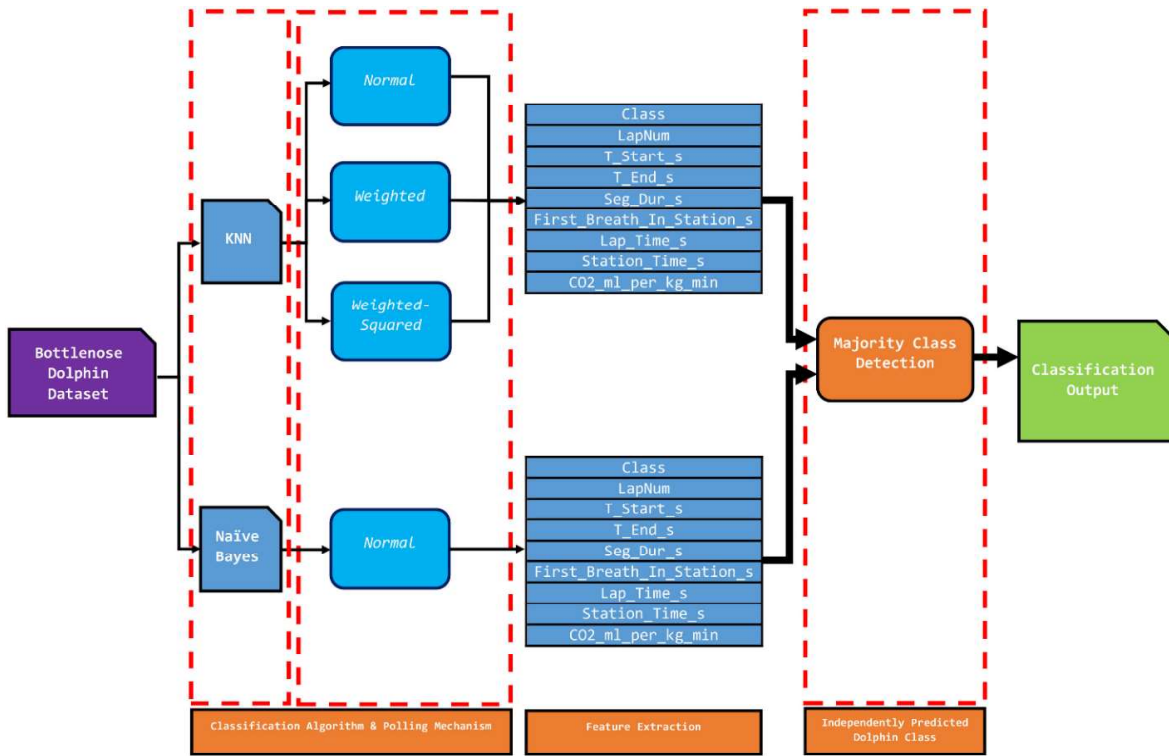 Bottlenose
Dolphin
Dataset
KNN
Naïve
Bayes
Normal
Weighted
Weighted-
Squared
Normal
Class
LapNum
T_Start_s
T_End_s
Seg_Dur_s
First_Breath_In_Station_s
Lap_Time_s
Station_Time_s
CO2_ml_per_kg_min
Class
LapNum
T_Start_s
T_End_s
Seg_Dur_s
First_Breath_In_Station_s
Lap_Time_s
Station_Time_s
CO2_ml_per_kg_min
Majority Class
Detection
Classification
Output
Classification Algorithm & Polling Mechanism
Feature Extraction
Independently Predicted
Dolphin Class